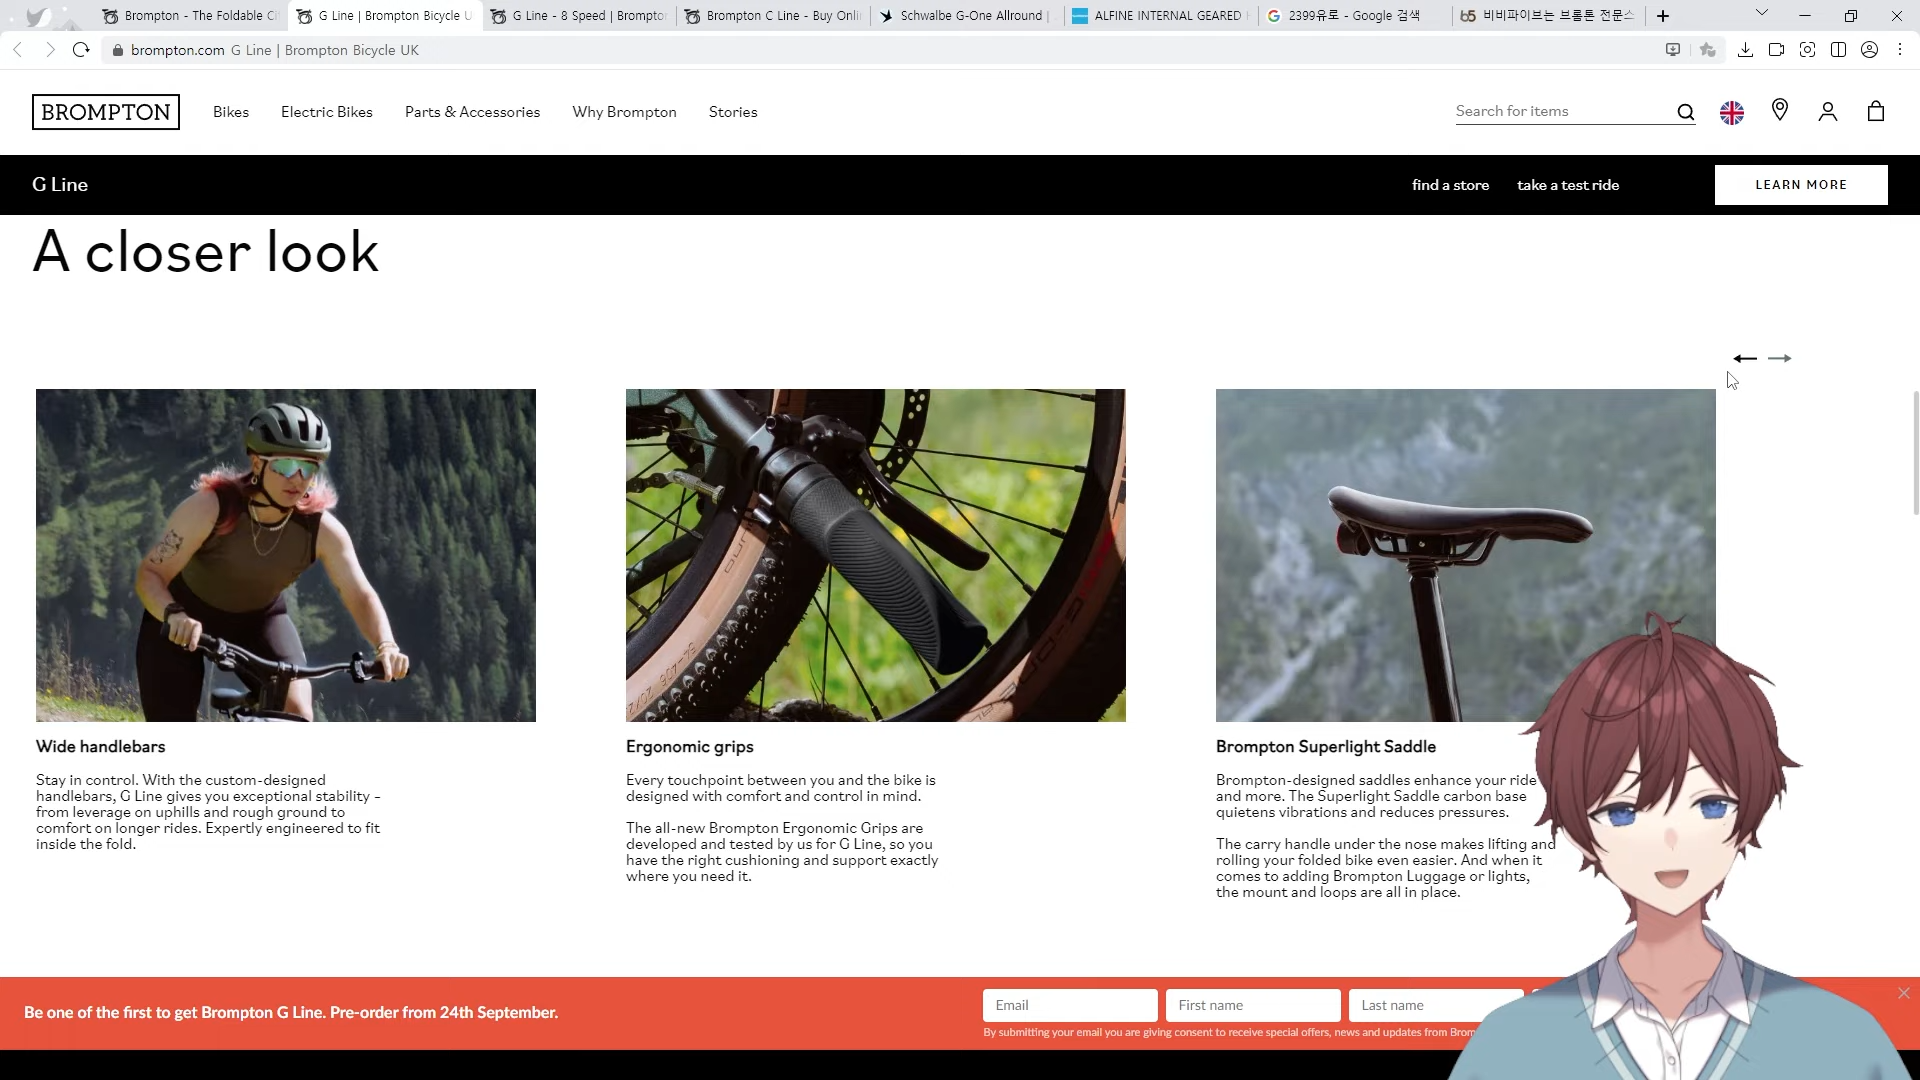 Brompton - The Foldable Ci
G Line | Brompton Bicycle U
G Line - 8 Speed | Brompton
Brompton C Line - Buy Onli
Schwalbe G-One Allround |
ALFINE INTERNAL GEARED
2399유로 - Google 검색
b5 비비파이브는 브롬톤 전문스
brompton.com G Line | Brompton Bicycle UK
BROMPTON
Bikes
Electric Bikes
Parts & Accessories
Why Brompton
Stories
Search for items
G Line
find a store
take a test ride
LEARN MORE
A closer look
Wide handlebars
Stay in control. With the custom-designed
handlebars, G Line gives you exceptional stability –
from leverage on uphills and rough ground to
comfort on longer rides. Expertly engineered to fit
inside the fold.
Ergonomic grips
Every touchpoint between you and the bike is
designed with comfort and control in mind.
The all-new Brompton Ergonomic Grips are
developed and tested by us for G Line, so you
have the right cushioning and support exactly
where you need it.
Brompton Superlight Saddle
Brompton-designed saddles enhance your ride
and more. The Superlight Saddle carbon base
quietens vibrations and reduces pressures.
The carry handle under the nose makes lifting and
rolling your folded bike even easier. And when it
comes to adding Brompton Luggage or lights,
the mount and loops are all in place.
Be one of the first to get Brompton G Line. Pre-order from 24th September.
Email
First name
Last name
By submitting your email you are giving consent to receive special offers, news and updates from Brom